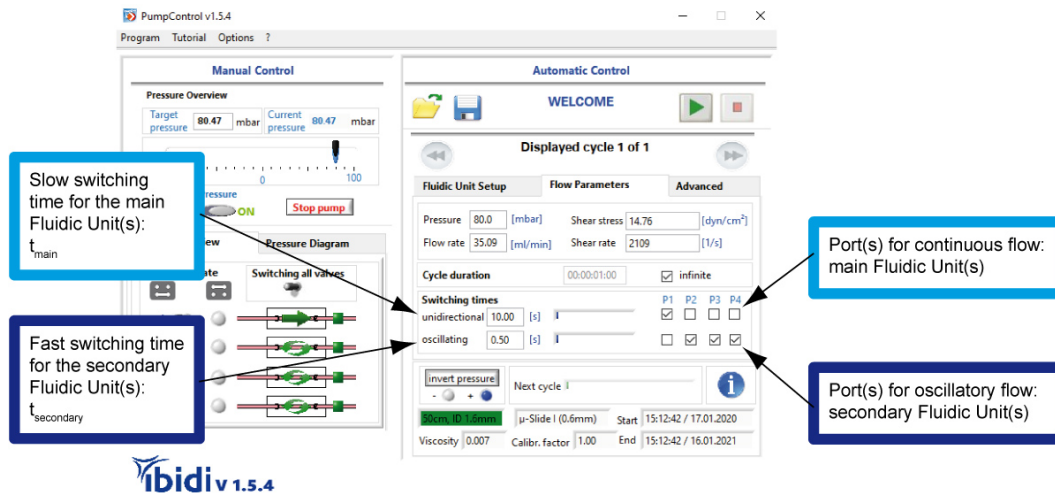 PumpControl v1.5.4
Program Tutorial Options ?
Manual Control
Pressure Overview
Target pressure 80.47 mbar Current pressure 80.47 mbar
0 100
ressure
ON Stop pump
ew Pressure Diagram
ate Switching all valves
Automatic Control
WELCOME
Displayed cycle 1 of 1
Fluidic Unit Setup Flow Parameters Advanced
Pressure 80.0 [mbar] Shear stress 14.76 [dyn/cm²]
Flow rate 35.09 [ml/min] Shear rate 2109 [1/s]
Cycle duration 00:00:01:00 infinite
Switching times P1 P2 P3 P4
unidirectional 10.00 [s]
oscillating 0.50 [s]
invert pressure
- +
Next cycle
i
50cm, ID 1.6mm µ-Slide I (0.6mm) Start 15:12:42 / 17.01.2020
Viscosity 0.007 Calibr. factor 1.00 End 15:12:42 / 16.01.2021
Slow switching
time for the main
Fluidic Unit(s):
tmain
Fast switching time
for the secondary
Fluidic Unit(s):
tsecondary
Port(s) for continuous flow:
main Fluidic Unit(s)
Port(s) for oscillatory flow:
secondary Fluidic Unit(s)
ibidi v 1.5.4